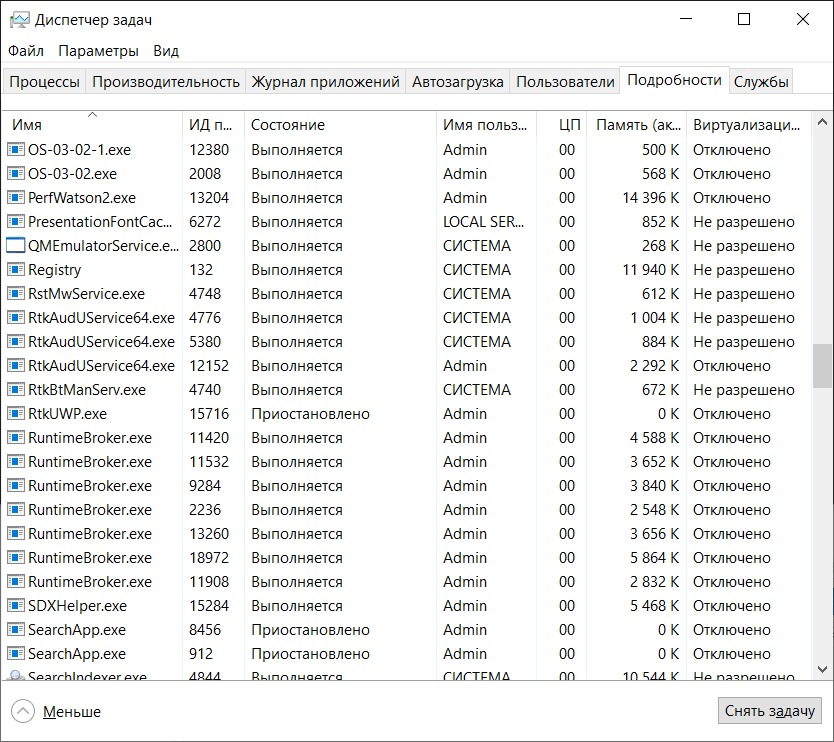 Диспетчер задач
Файл Параметры Вид
Процессы Производительность Журнал приложений Автозагрузка Пользователи Подробности Службы
Имя ИД п... Состояние Имя польз... ЦП Память (ак... Виртуализаци...
OS-03-02-1.exe 12380 Выполняется Admin 00 500 K Отключено
OS-03-02.exe 2008 Выполняется Admin 00 568 K Отключено
PerfWatson2.exe 13204 Выполняется Admin 00 14 396 K Отключено
PresentationFontCac... 6272 Выполняется LOCAL SER... 00 852 K Не разрешено
QMEmulatorService.e... 2800 Выполняется СИСТЕМА 00 268 K Не разрешено
Registry 132 Выполняется СИСТЕМА 00 11 940 K Не разрешено
RstMwService.exe 4748 Выполняется СИСТЕМА 00 612 K Не разрешено
RtkAudUService64.exe 4776 Выполняется СИСТЕМА 00 1 004 K Не разрешено
RtkAudUService64.exe 5380 Выполняется СИСТЕМА 00 884 K Не разрешено
RtkAudUService64.exe 12152 Выполняется Admin 00 2 292 K Отключено
RtkBtManServ.exe 4740 Выполняется СИСТЕМА 00 672 K Не разрешено
RtkUWP.exe 15716 Приостановлено Admin 00 0 K Отключено
RuntimeBroker.exe 11420 Выполняется Admin 00 4 588 K Отключено
RuntimeBroker.exe 11532 Выполняется Admin 00 3 652 K Отключено
RuntimeBroker.exe 9284 Выполняется Admin 00 3 840 K Отключено
RuntimeBroker.exe 2236 Выполняется Admin 00 2 548 K Отключено
RuntimeBroker.exe 13260 Выполняется Admin 00 3 656 K Отключено
RuntimeBroker.exe 18972 Выполняется Admin 00 5 864 K Отключено
RuntimeBroker.exe 11908 Выполняется Admin 00 2 832 K Отключено
SDXHelper.exe 15284 Выполняется Admin 00 5 468 K Отключено
SearchApp.exe 8456 Приостановлено Admin 00 0 K Отключено
SearchApp.exe 912 Приостановлено Admin 00 0 K Отключено
SearchIndexer.exe 4844 Выполняется СИСТЕМА 00 10 544 K Не разрешено
Меньше Снять задачу